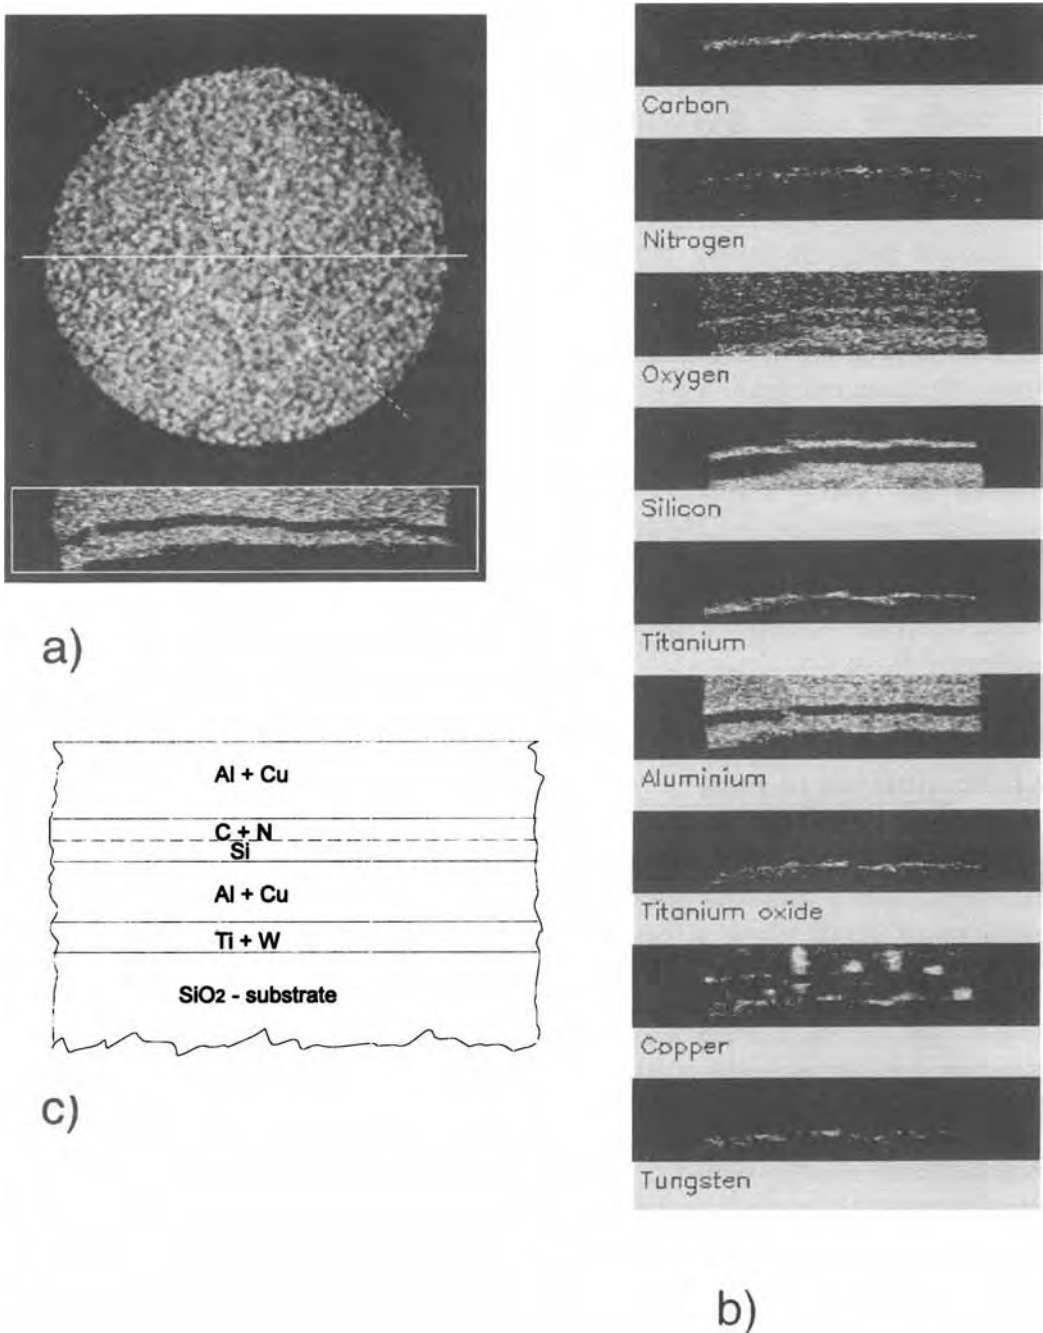 Carbon
Nitrogen
Oxygen
Silicon
Titanium
Aluminium
Titanium oxide
Copper
Tungsten
a)
Al + Cu
C + N
Si
Al + Cu
Ti + W
SiO2 - substrate
c)
b)